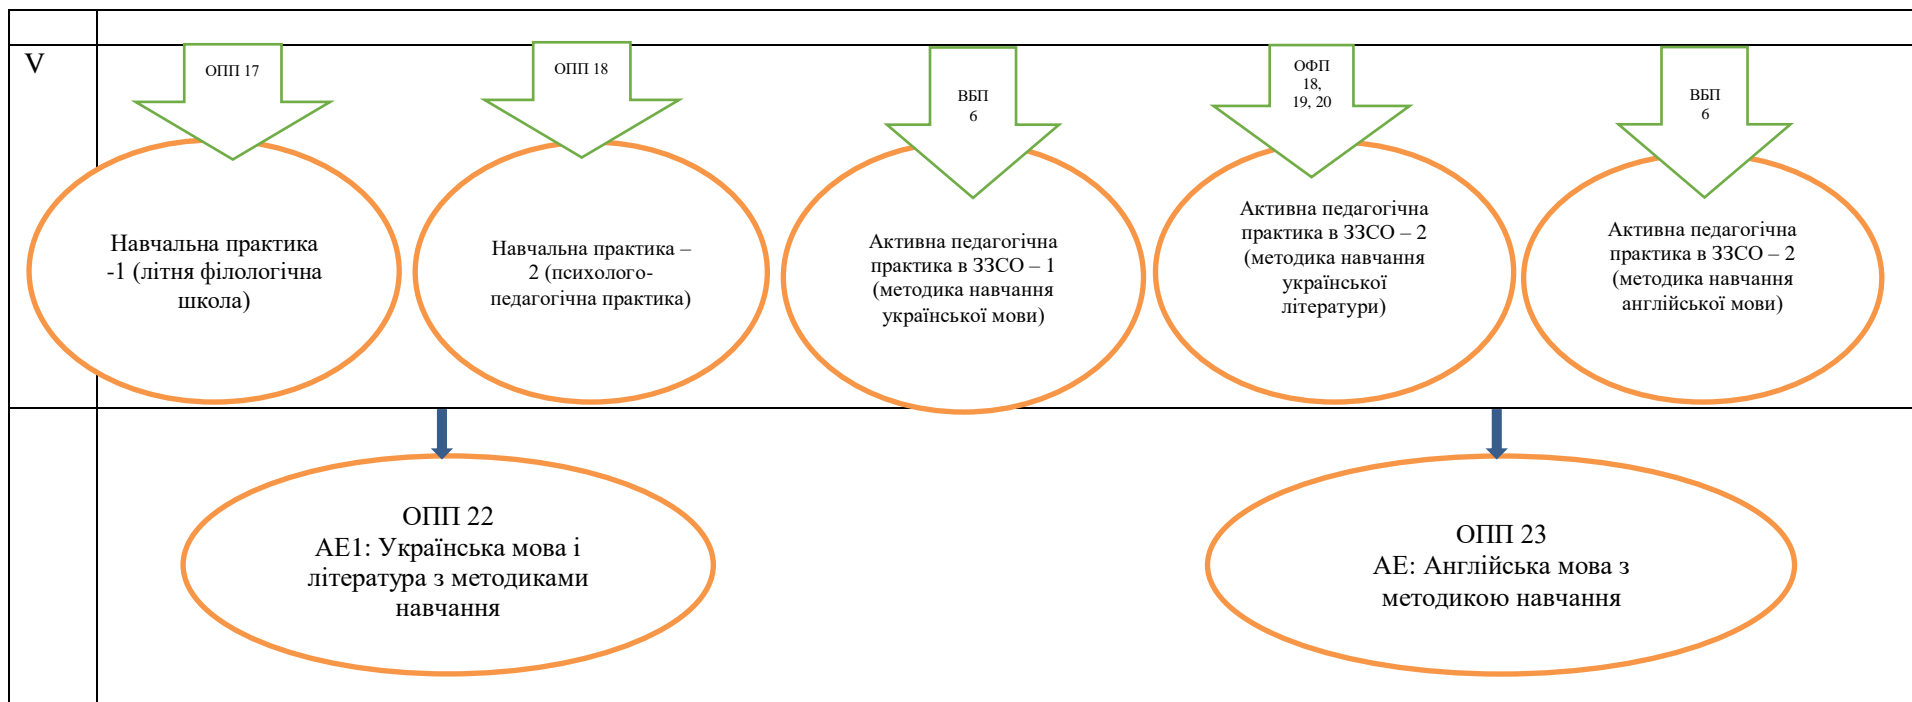 V
ОПП 17
ОПП 18
ВБП
6
ОФП
18,
19, 20
ВБП
6
Навчальна практика
-1 (літня філологічна
школа)
Навчальна практика –
2 (психолого-
педагогічна практика)
Активна педагогічна
практика в ЗЗСО – 1
(методика навчання
української мови)
Активна педагогічна
практика в ЗЗСО – 2
(методика навчання
української
літератури)
Активна педагогічна
практика в ЗЗСО – 2
(методика навчання
англійської мови)
ОПП 22
АЕ1: Українська мова і
література з методиками
навчання
ОПП 23
АЕ: Англійська мова з
методикою навчання